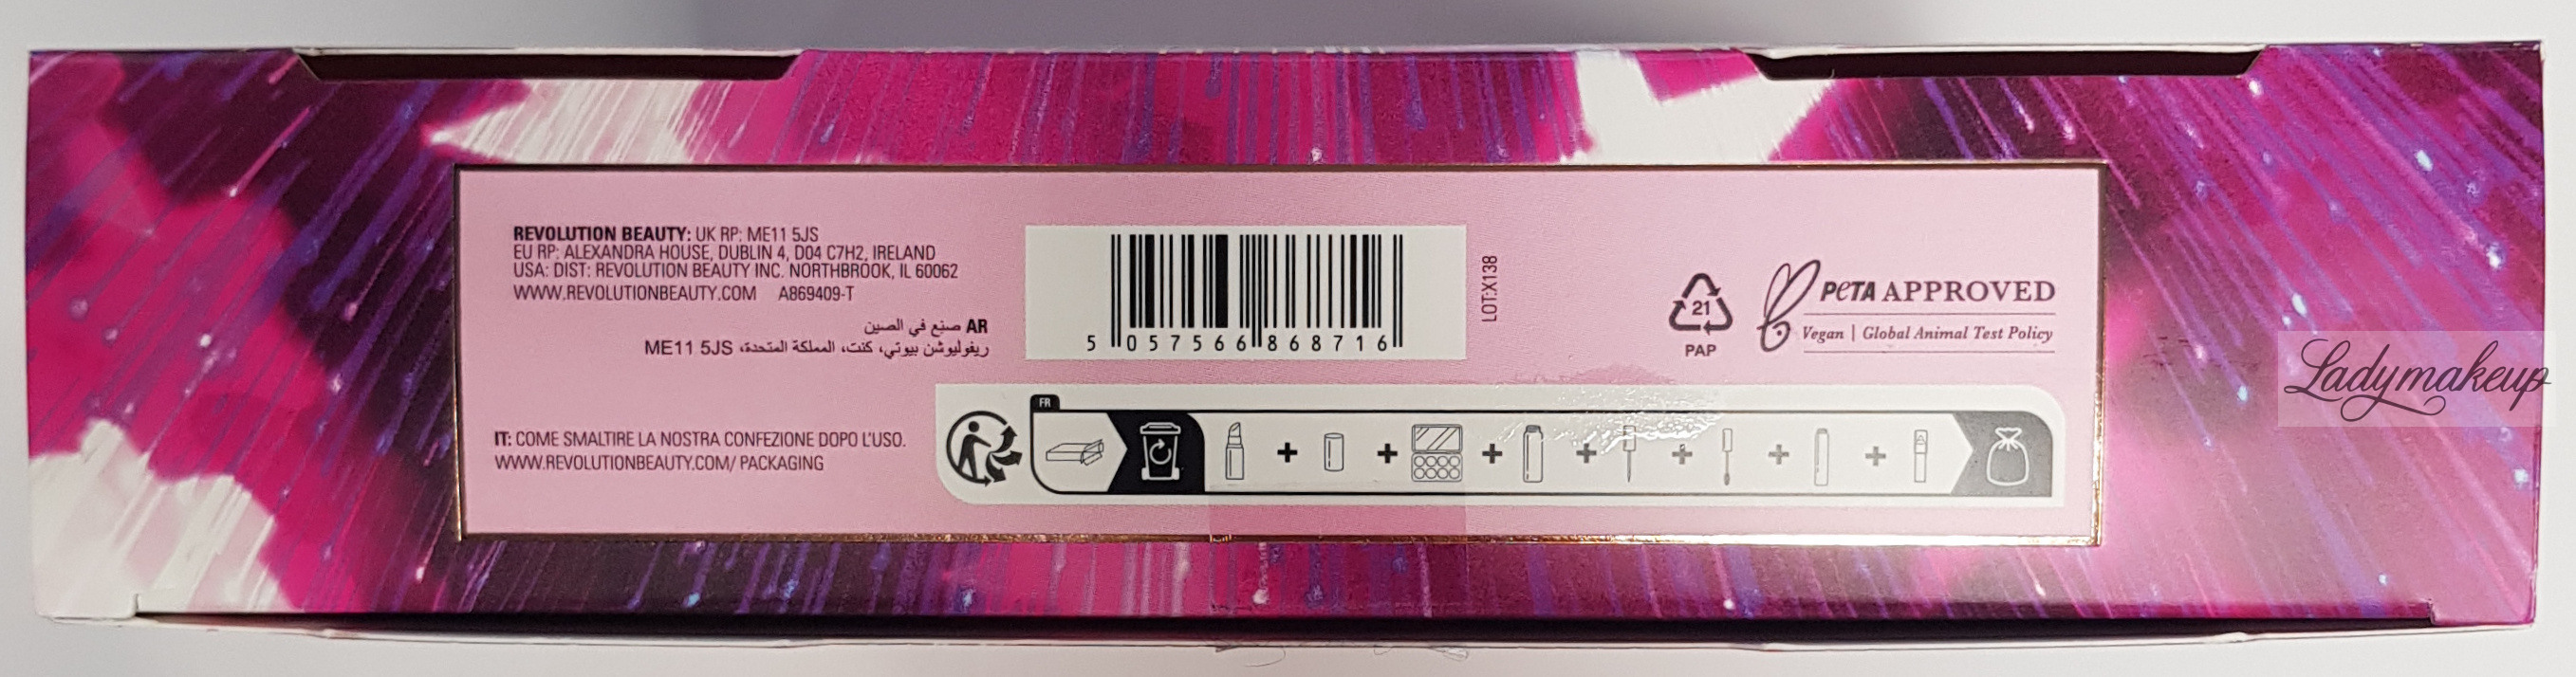 REVOLUTION BEAUTY: UK RP: ME11 5JS
EU RP: ALEXANDRA HOUSE, DUBLIN 4, D04 C7H2, IRELAND
USA: DIST: REVOLUTION BEAUTY INC. NORTHBROOK, IL 60062
WWW.REVOLUTIONBEAUTY.COM A869409-T
AR صنع في الصين
ريفوليوشن بيوتي، كنت، المملكة المتحدة، ME11 5JS
IT: COME SMALTIRE LA NOSTRA CONFEZIONE DOPO L'USO.
WWW.REVOLUTIONBEAUTY.COM/ PACKAGING
5 057566 868716
LOT:X138
21
PAP
PETA APPROVED
Vegan | Global Animal Test Policy
FR
Ladymakeup